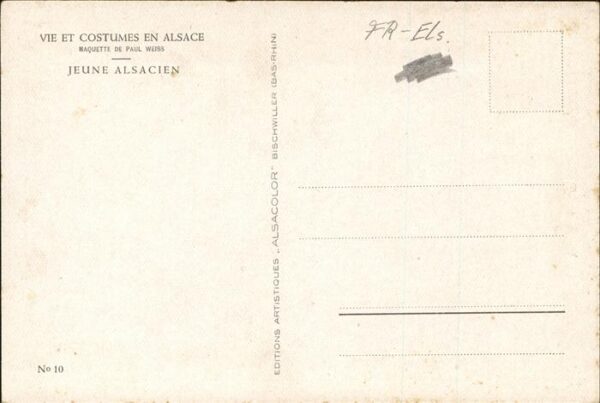 VIE ET COSTUMES EN ALSACE
MAQUETTE DE PAUL WEISS
JEUNE ALSACIEN
No 10
EDITIONS ARTISTIQUES „ALSACOLOR" BISCHWILLER (BAS-RHIN)
FR-Els.